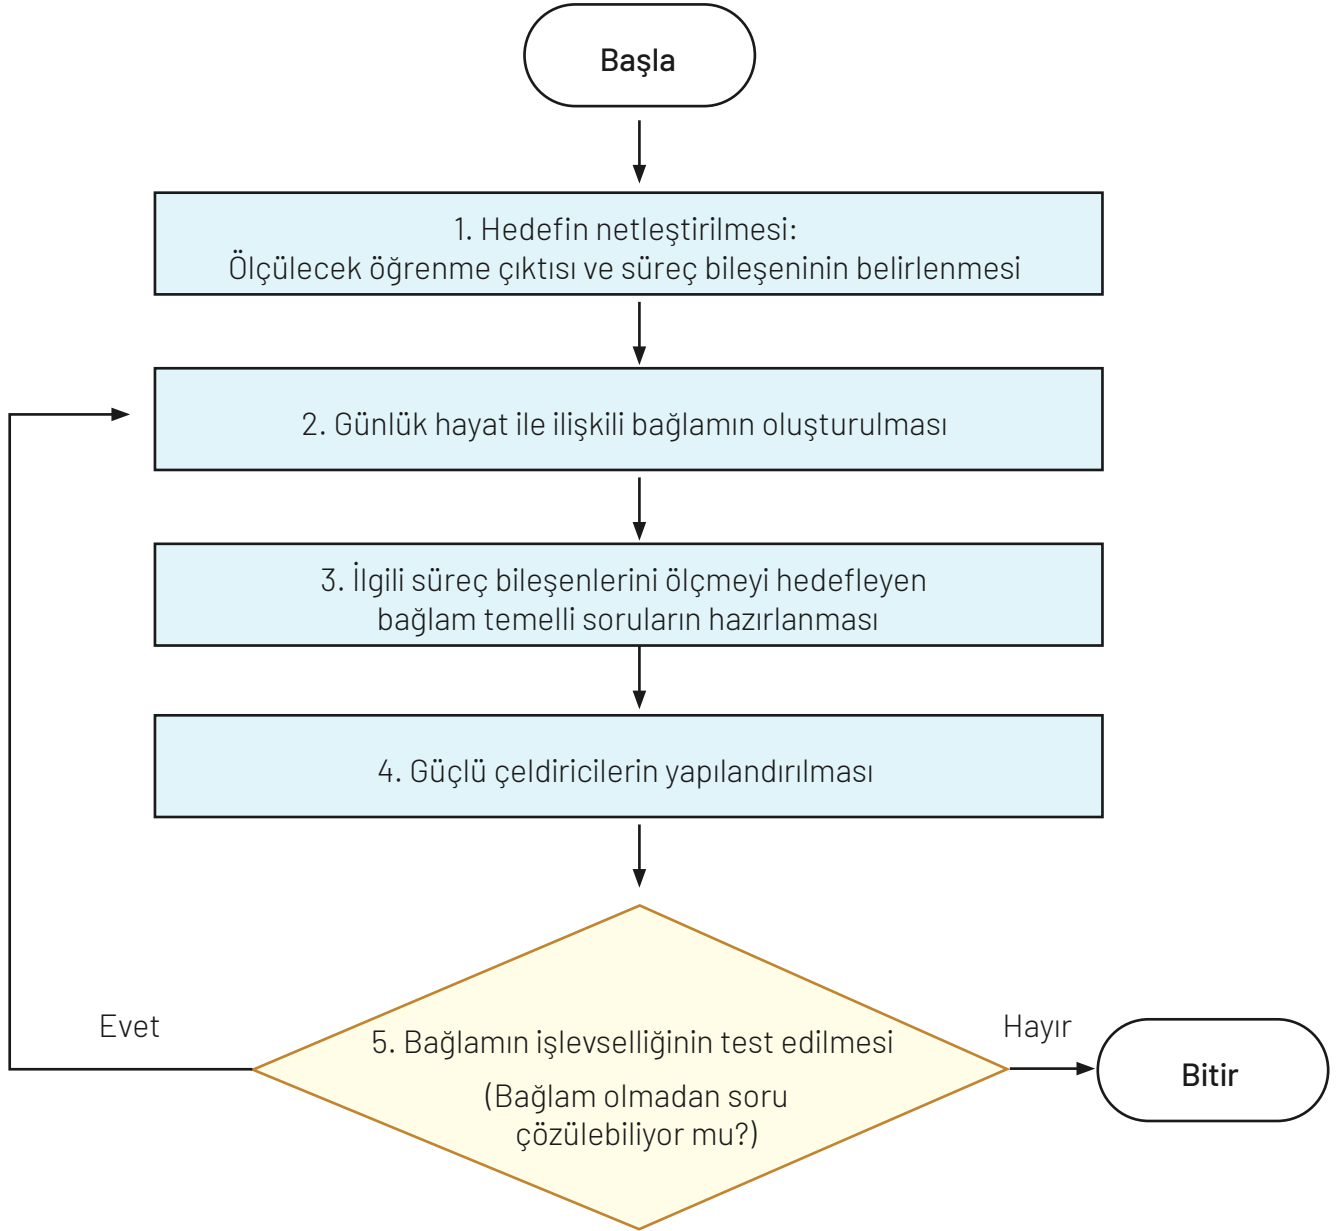 Başla
1. Hedefin netleştirilmesi:
Ölçülecek öğrenme çıktısı ve süreç bileşeninin belirlenmesi
2. Günlük hayat ile ilişkili bağlamın oluşturulması
3. İlgili süreç bileşenlerini ölçmeyi hedefleyen
bağlam temelli soruların hazırlanması
4. Güçlü çeldiricilerin yapılandırılması
Evet
5. Bağlamın işlevselliğinin test edilmesi
(Bağlam olmadan soru
çözülebiliyor mu?)
Hayır
Bitir